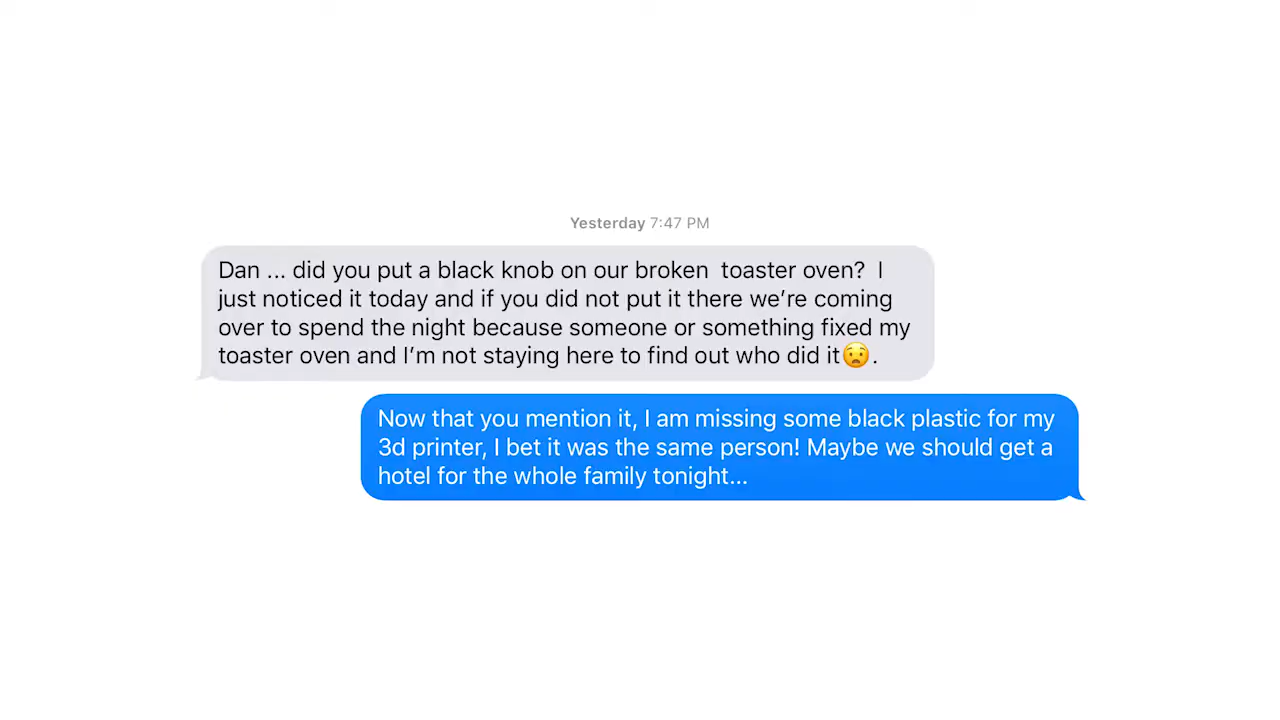 Yesterday 7:47 PM
Dan ... did you put a black knob on our broken  toaster oven?  I
just noticed it today and if you did not put it there we’re coming
over to spend the night because someone or something fixed my
toaster oven and I’m not staying here to find out who did it😧.
Now that you mention it, I am missing some black plastic for my
3d printer, I bet it was the same person! Maybe we should get a
hotel for the whole family tonight...